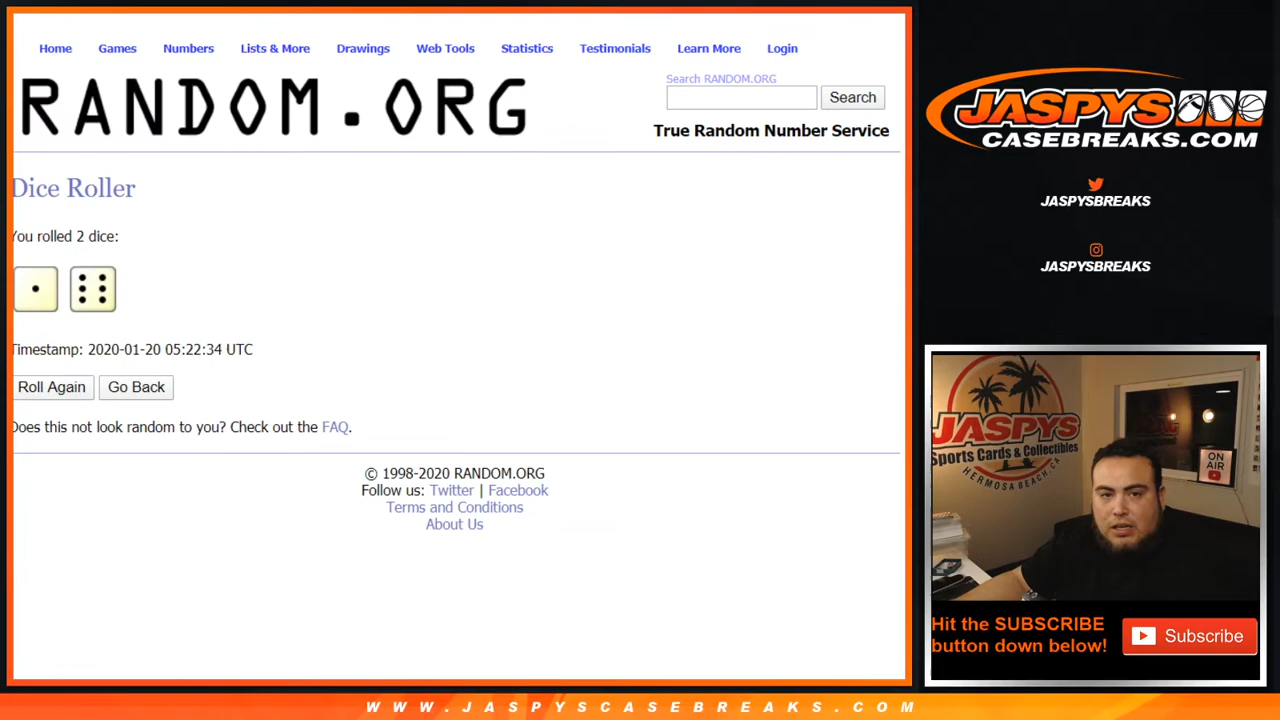 Home Games Numbers Lists & More Drawings Web Tools Statistics Testimonials Learn More Login
RANDOM.ORG
Search RANDOM.ORG
Search
True Random Number Service
Dice Roller
You rolled 2 dice:
Timestamp: 2020-01-20 05:22:34 UTC
Roll Again Go Back
Does this not look random to you? Check out the FAQ.
© 1998-2020 RANDOM.ORG
Follow us: Twitter | Facebook
Terms and Conditions
About Us
JASPYS
CASEBREAKS.COM
JASPYSBREAKS
JASPYSBREAKS
JASPYS
Sports Cards & Collectibles
HERMOSA BEACH, CA
ON
AIR
Hit the SUBSCRIBE
button down below!
Subscribe
WWW.JASPYSCASEBREAKS.COM